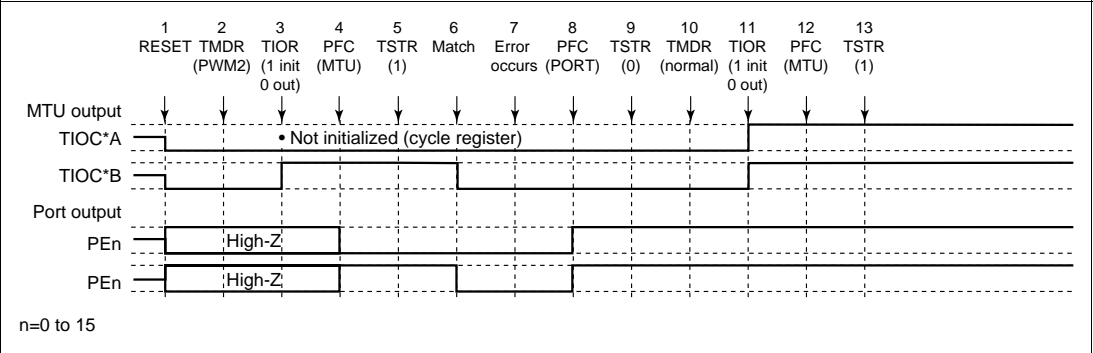 1 2 3 4 5 6 7 8 9 10 11 12 13
RESET TMDR TIOR PFC TSTR Match Error PFC TSTR TMDR TIOR PFC TSTR
(PWM2) (1 init (MTU) (1) occurs (PORT) (0) (normal) (1 init (MTU) (1)
0 out) 0 out)
MTU output
TIOC*A • Not initialized (cycle register)
TIOC*B
Port output
PEn High-Z
PEn High-Z
n=0 to 15